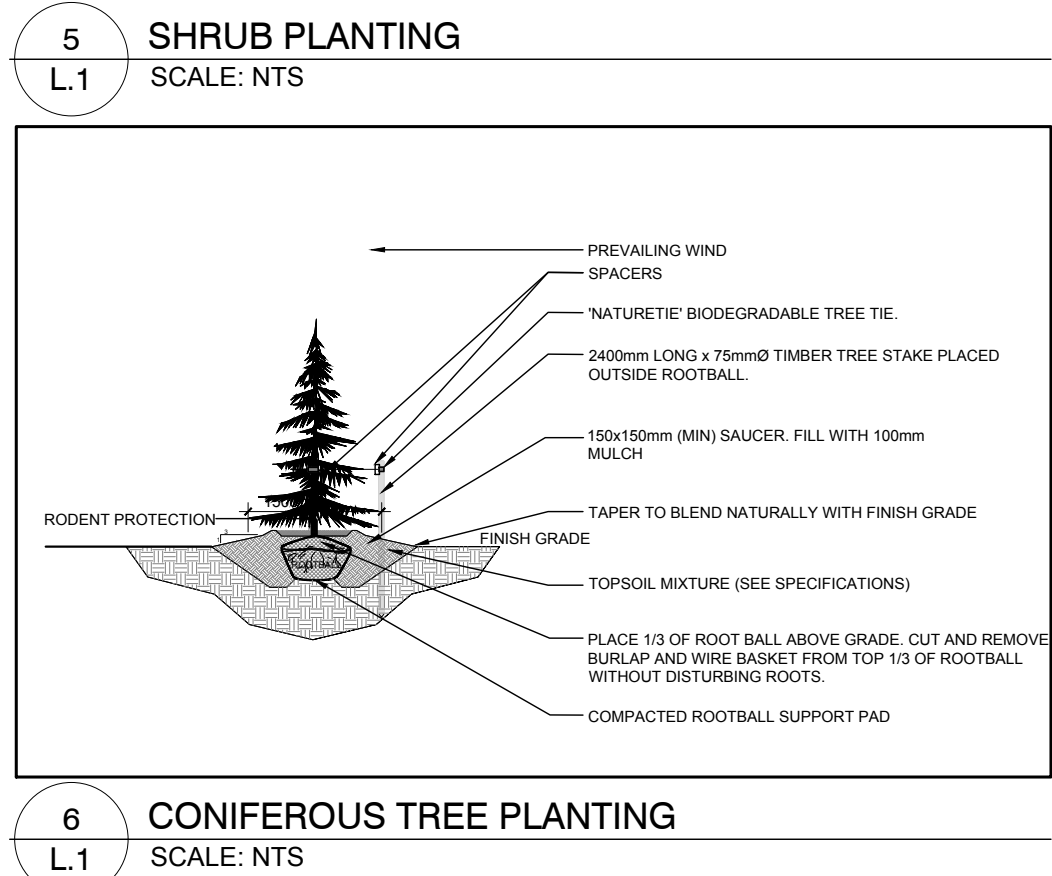 5
SHRUB PLANTING
L.1
SCALE: NTS
PREVAILING WIND
SPACERS
'NATURETIE' BIODEGRADABLE TREE TIE.
2400mm LONG x 75mmØ TIMBER TREE STAKE PLACED
OUTSIDE ROOTBALL.
150x150mm (MIN) SAUCER. FILL WITH 100mm
MULCH
RODENT PROTECTION
3
1
TAPER TO BLEND NATURALLY WITH FINISH GRADE
FINISH GRADE
ROOTBALL
TOPSOIL MIXTURE (SEE SPECIFICATIONS)
PLACE 1/3 OF ROOT BALL ABOVE GRADE. CUT AND REMOVE
BURLAP AND WIRE BASKET FROM TOP 1/3 OF ROOTBALL
WITHOUT DISTURBING ROOTS.
COMPACTED ROOTBALL SUPPORT PAD
6
CONIFEROUS TREE PLANTING
L.1
SCALE: NTS